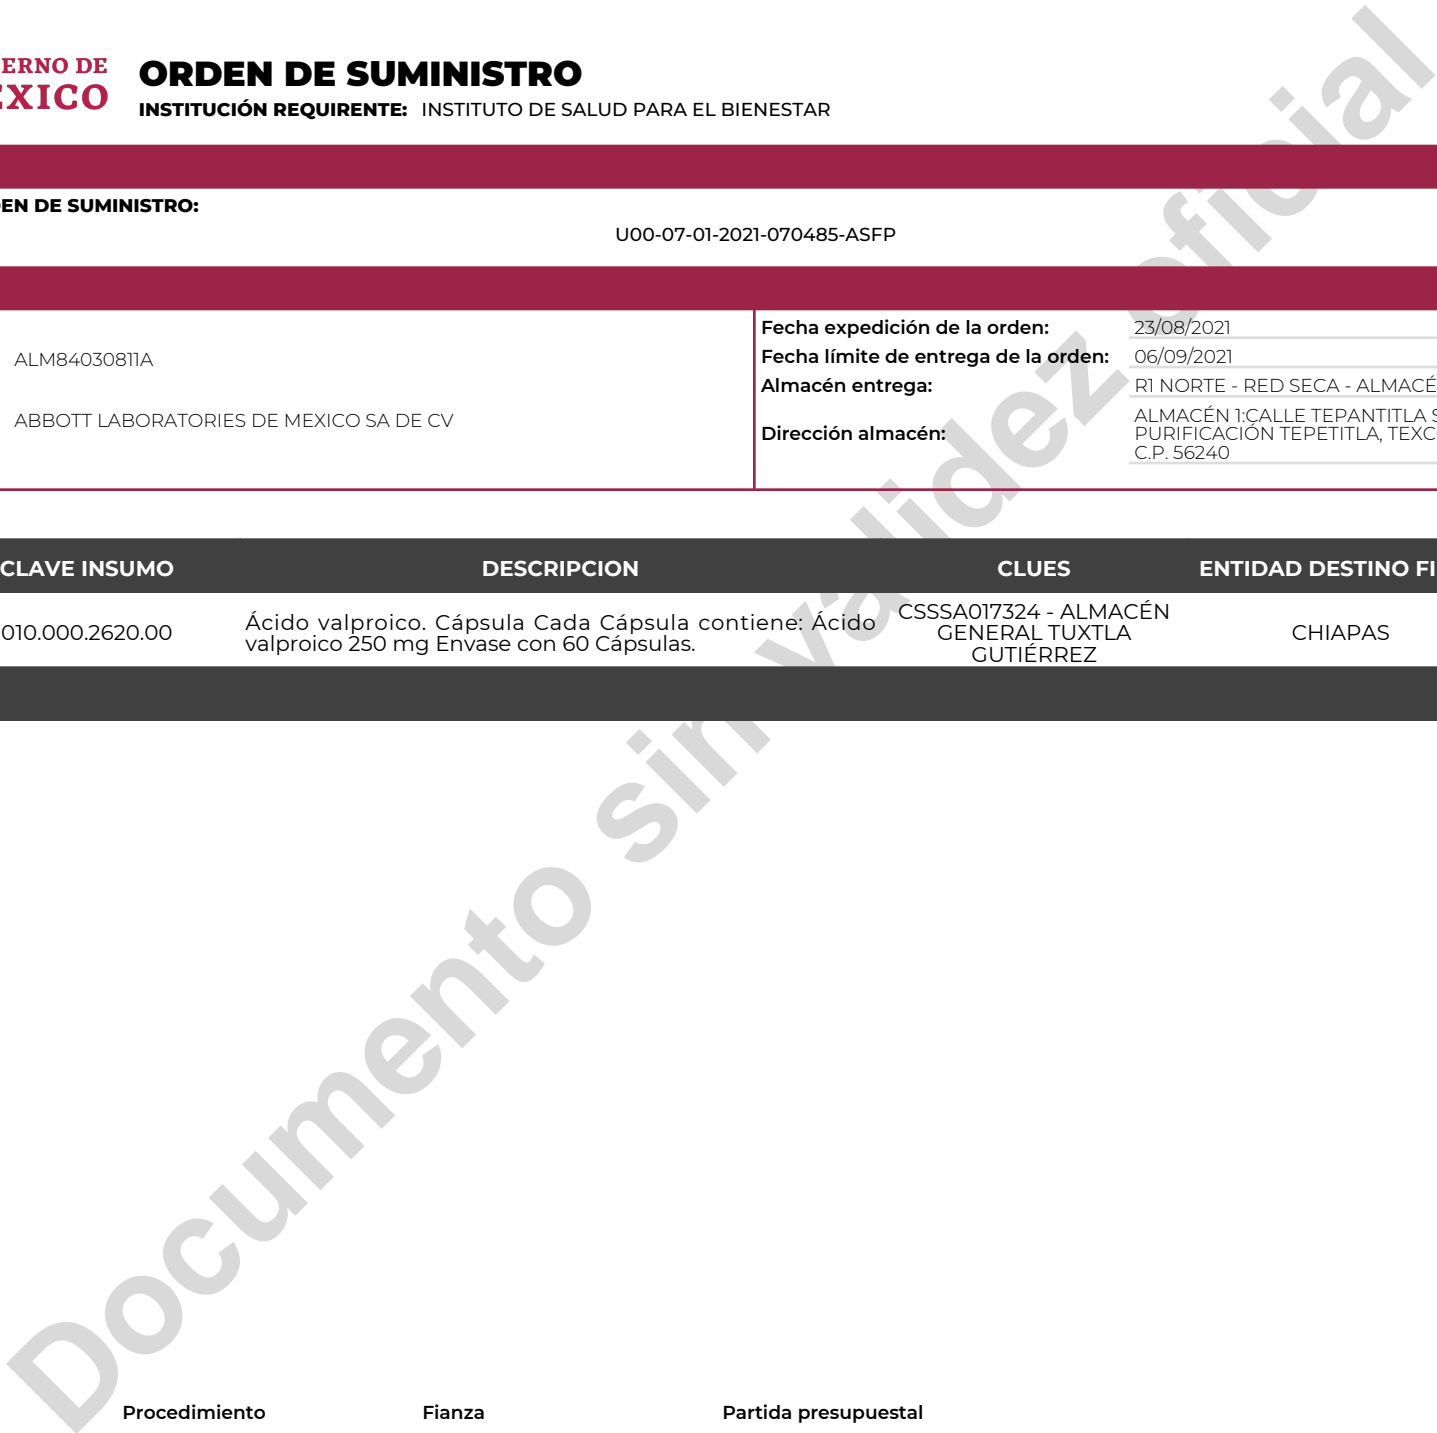 ERNO DE
EXICO
ORDEN DE SUMINISTRO
INSTITUCIÓN REQUIRENTE: INSTITUTO DE SALUD PARA EL BIENESTAR
EN DE SUMINISTRO:
U00-07-01-2021-070485-ASFP
ALM84030811A
ABBOTT LABORATORIES DE MEXICO SA DE CV
Fecha expedición de la orden: 23/08/2021
Fecha límite de entrega de la orden: 06/09/2021
Almacén entrega: R1 NORTE - RED SECA - ALMACÉ
Dirección almacén:
ALMACÉN 1:CALLE TEPANTITLA S
PURIFICACIÓN TEPETITLA, TEXC
C.P. 56240
CLAVE INSUMO DESCRIPCION CLUES ENTIDAD DESTINO FI
010.000.2620.00
Ácido valproico. Cápsula Cada Cápsula contiene: Ácido
valproico 250 mg Envase con 60 Cápsulas.
CSSSA017324 - ALMACÉN
GENERAL TUXTLA
GUTIÉRREZ
CHIAPAS
Documento sin validez oficial
Procedimiento Fianza Partida presupuestal